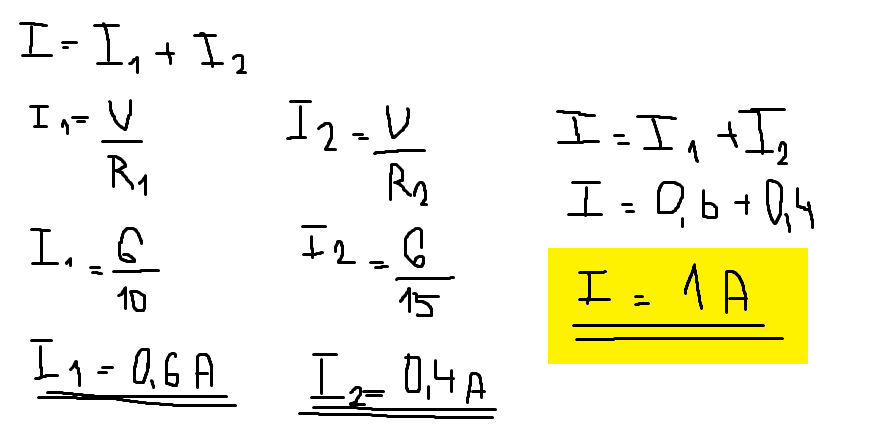 I = I₁ + I₂
I₁ = V/R₁
I₁ = 6/10
I₁ = 0,6 A
I₂ = V/R₂
I₂ = 6/15
I₂ = 0,4 A
I = I₁ + I₂
I = 0,6 + 0,4
I = 1 A